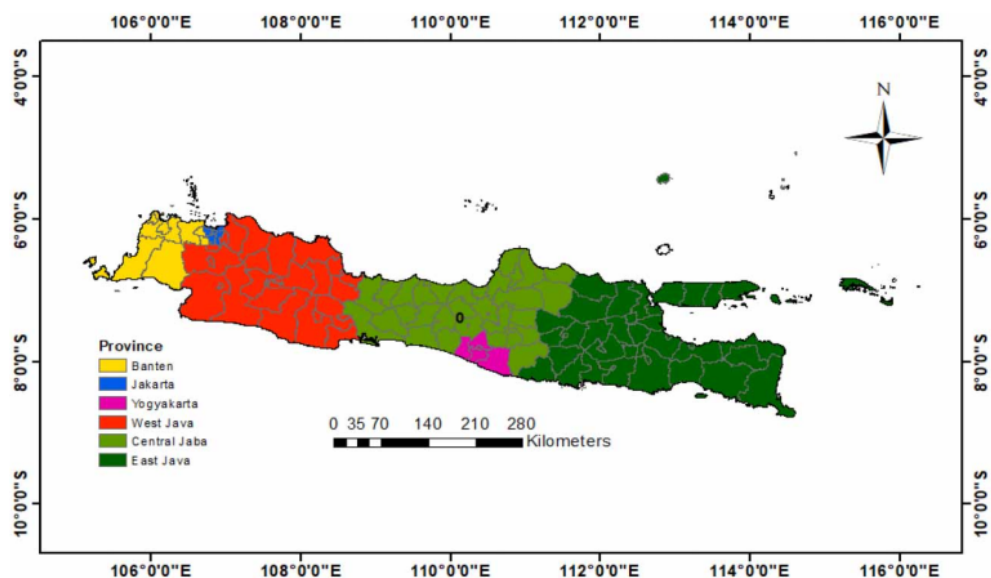 106°0'0"E 108°0'0"E 110°0'0"E 112°0'0"E 114°0'0"E 116°0'0"E
4°0'0"S 4°0'0"S
N
6°0'0"S 6°0'0"S
0
Province
Banten
8°0'0"S 8°0'0"S
Jakarta
Yogyakarta
West Java
0 35 70 140 210 280
Central Jaba
Kilometers
East Java
10°0'0"S 10°0'0"S
106°0'0"E 108°0'0"E 110°0'0"E 112°0'0"E 114°0'0"E 116°0'0"E